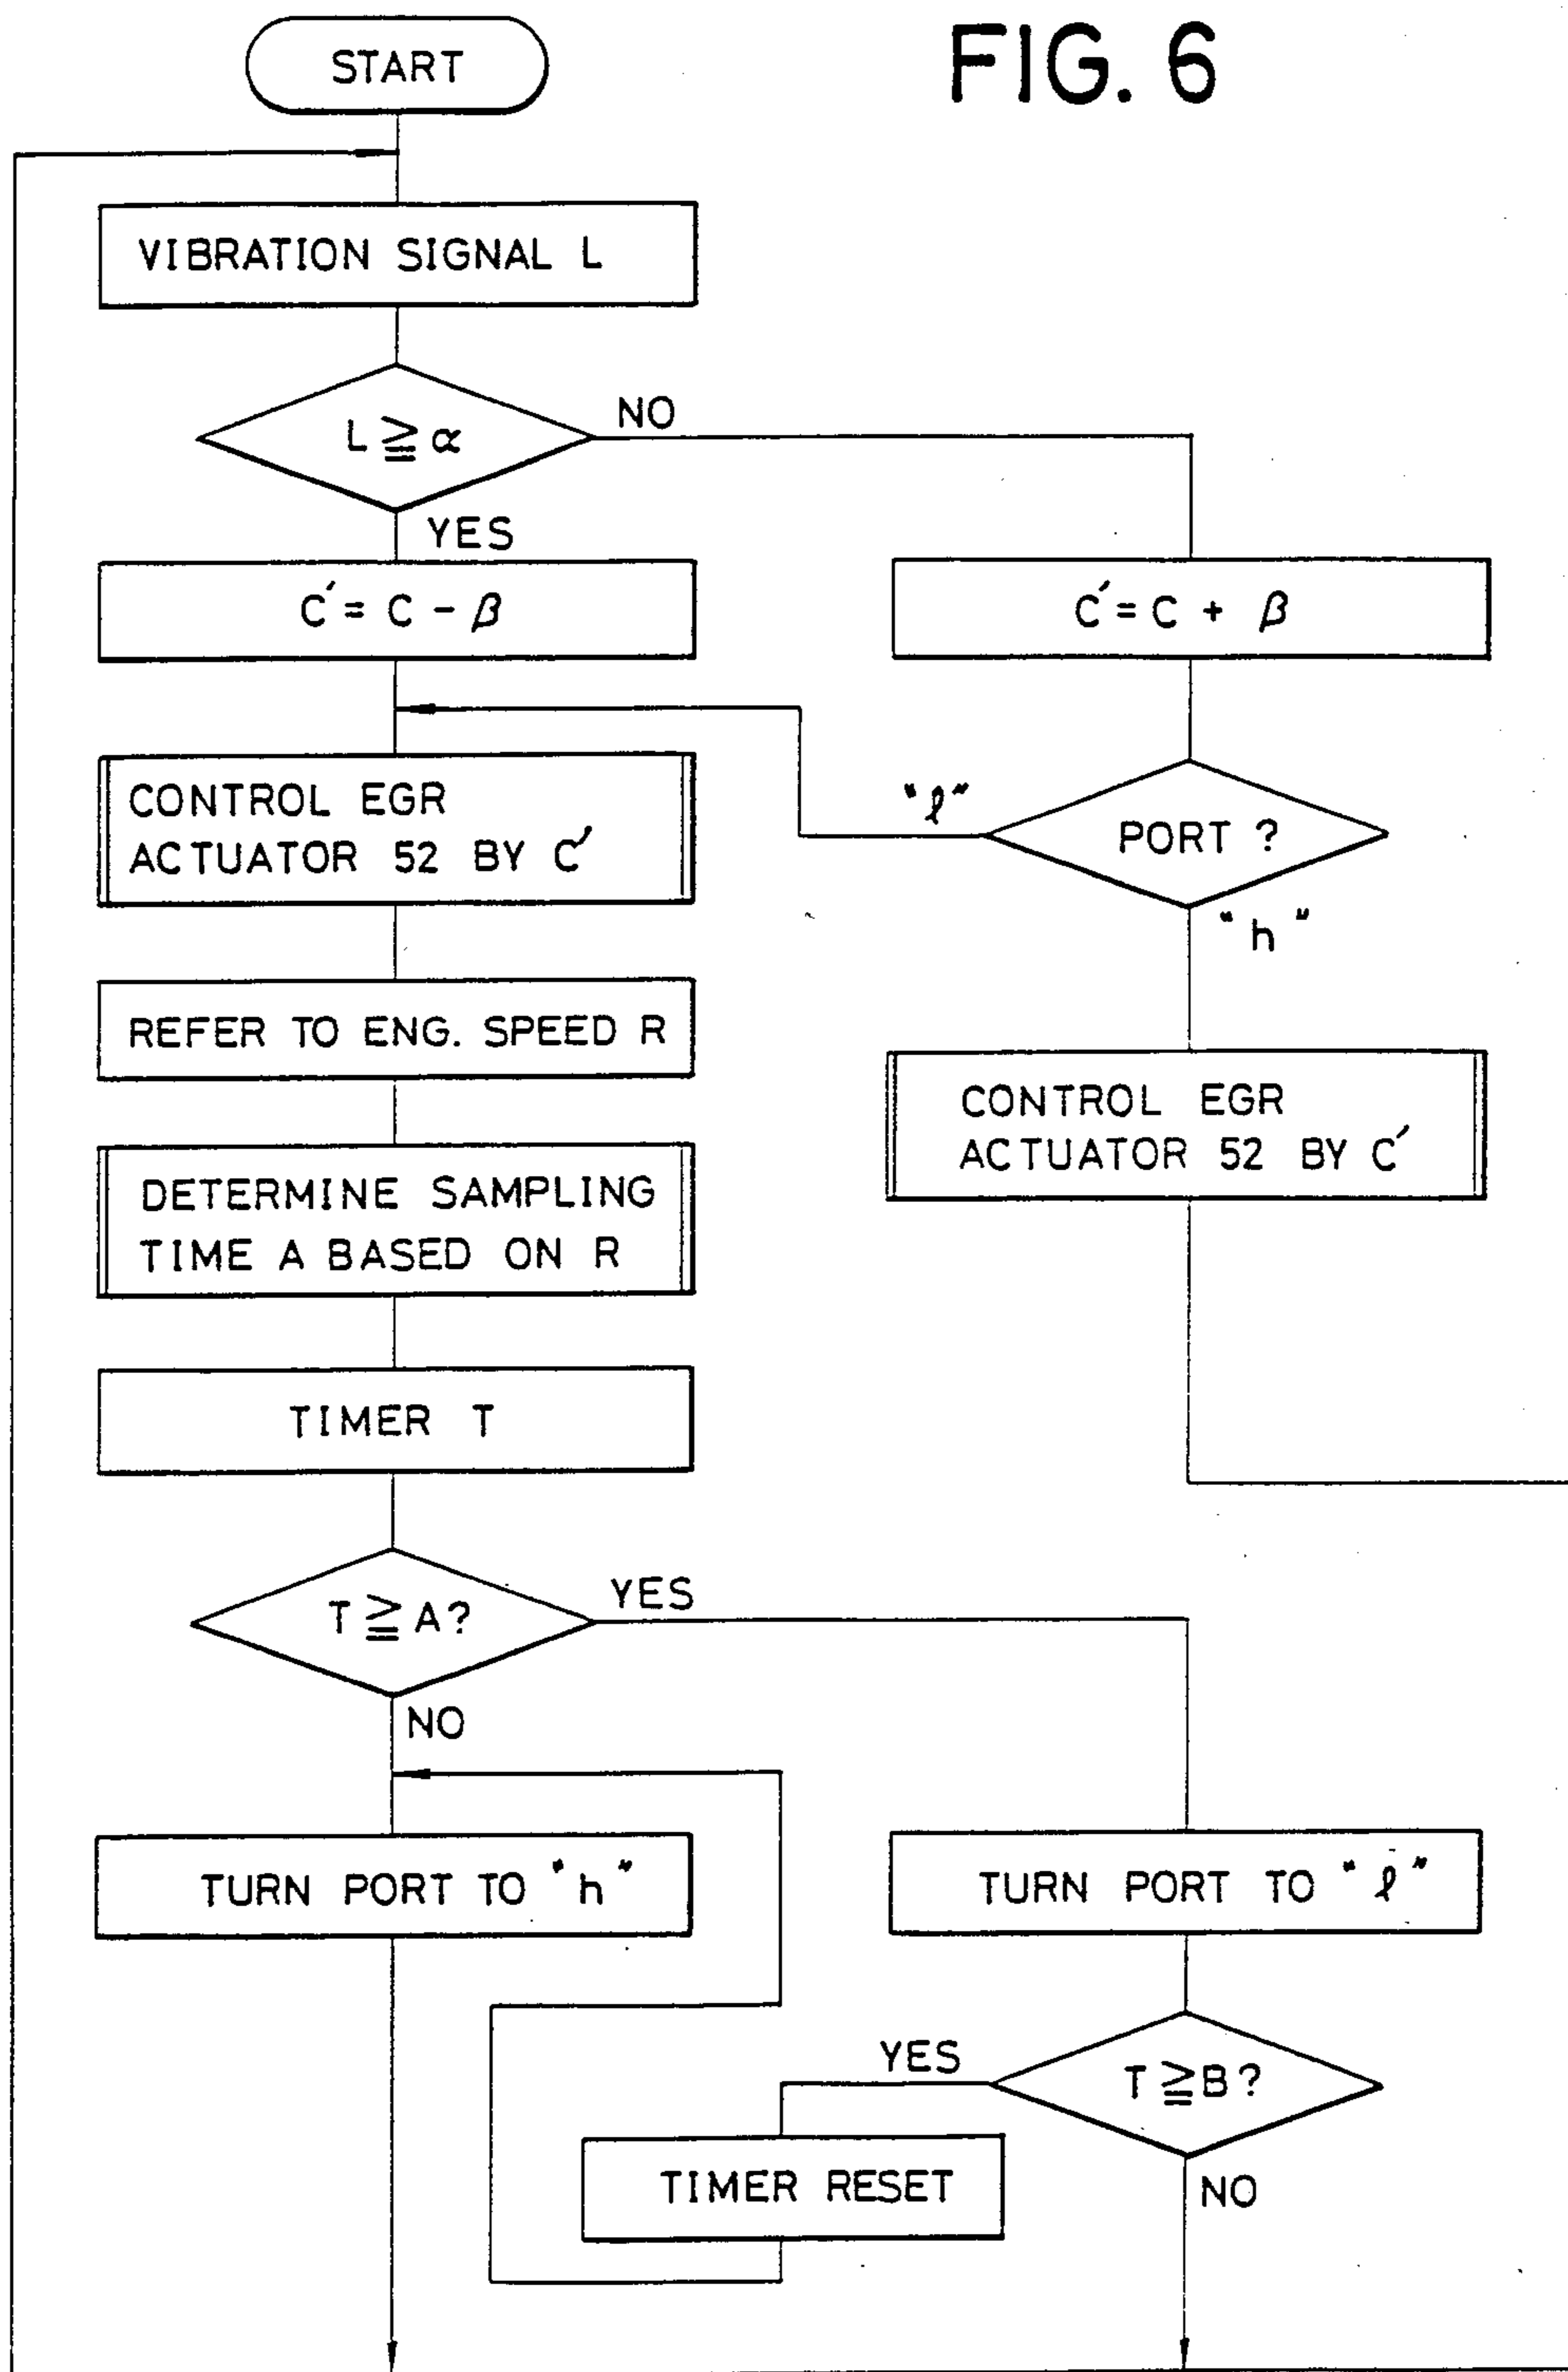 FIG. 6
START
VIBRATION SIGNAL L
L ≧ α
NO
YES
C′ = C − β
C′ = C + β
CONTROL EGR
ACTUATOR 52 BY C′
"ℓ"
PORT ?
"h"
REFER TO ENG. SPEED R
CONTROL EGR
ACTUATOR 52 BY C′
DETERMINE SAMPLING
TIME A BASED ON R
TIMER T
T ≧ A?
YES
NO
TURN PORT TO "h"
TURN PORT TO "ℓ"
T ≧ B?
YES
TIMER RESET
NO